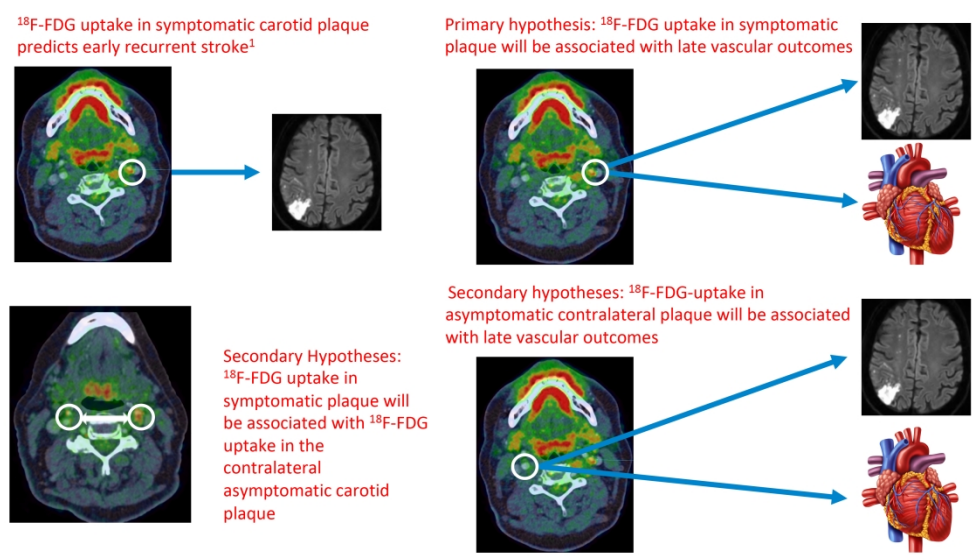 ¹⁸F-FDG uptake in symptomatic carotid plaque
predicts early recurrent stroke¹
Primary hypothesis: ¹⁸F-FDG uptake in symptomatic
plaque will be associated with late vascular outcomes
Secondary Hypotheses:
¹⁸F-FDG uptake in
symptomatic plaque will
be associated with ¹⁸F-FDG
uptake in the
contralateral
asymptomatic carotid
plaque
Secondary hypotheses: ¹⁸F-FDG-uptake in
asymptomatic contralateral plaque will be associated
with late vascular outcomes